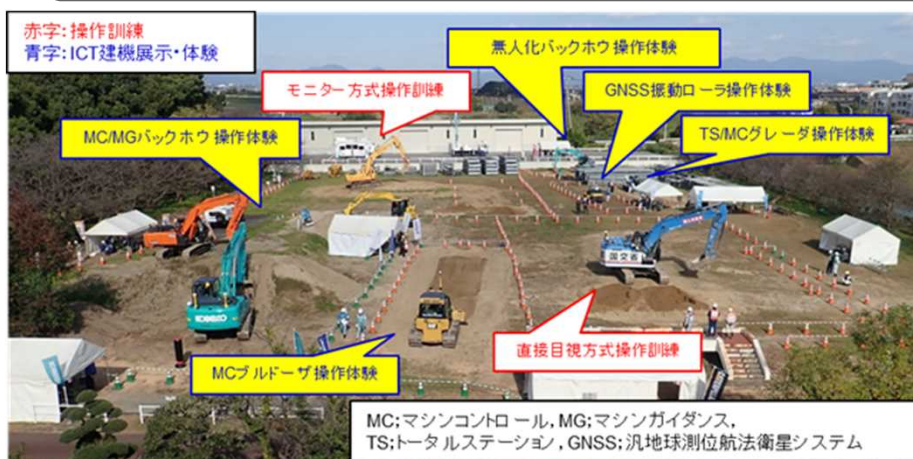 赤字:操作訓練
青字:ICT建機展示・体験
無人化バックホウ操作体験
モニター方式操作訓練
GNSS振動ローラ操作体験
MC/MGバックホウ操作体験
TS/MCグレーダ操作体験
国交省
KOBELCO
直接目視方式操作訓練
MCブルドーザ操作体験
MC;マシンコントロール,MG;マシンガイダンス,
TS;トータルステーション,GNSS;汎地球測位航法衛星システム